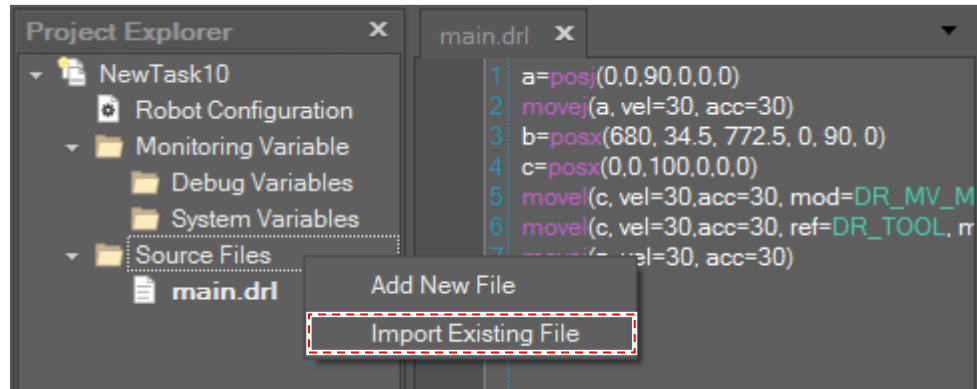 Project Explorer
NewTask10
Robot Configuration
Monitoring Variable
Debug Variables
System Variables
Source Files
main.drl
main.drl
1 a=posj(0,0,90,0,0,0)
2 movej(a, vel=30, acc=30)
3 b=posx(680, 34.5, 772.5, 0, 90, 0)
4 c=posx(0,0,100,0,0,0)
5 movel(c, vel=30,acc=30, mod=DR_MV_M
6 movel(c, vel=30,acc=30, ref=DR_TOOL, m
el=30, acc=30)
Add New File
Import Existing File